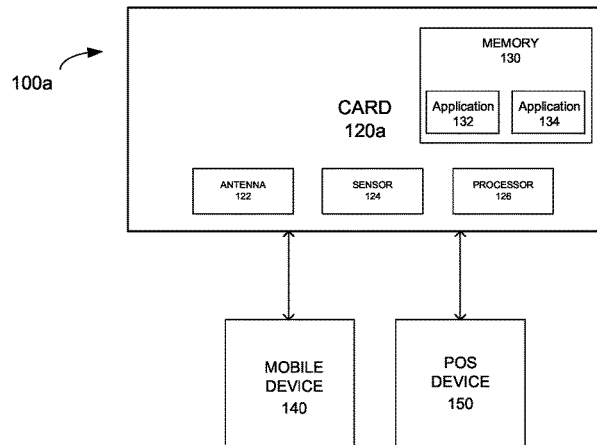 100a
MEMORY
130
Application
132
Application
134
CARD
120a
ANTENNA
122
SENSOR
124
PROCESSOR
126
MOBILE
DEVICE
140
POS
DEVICE
150